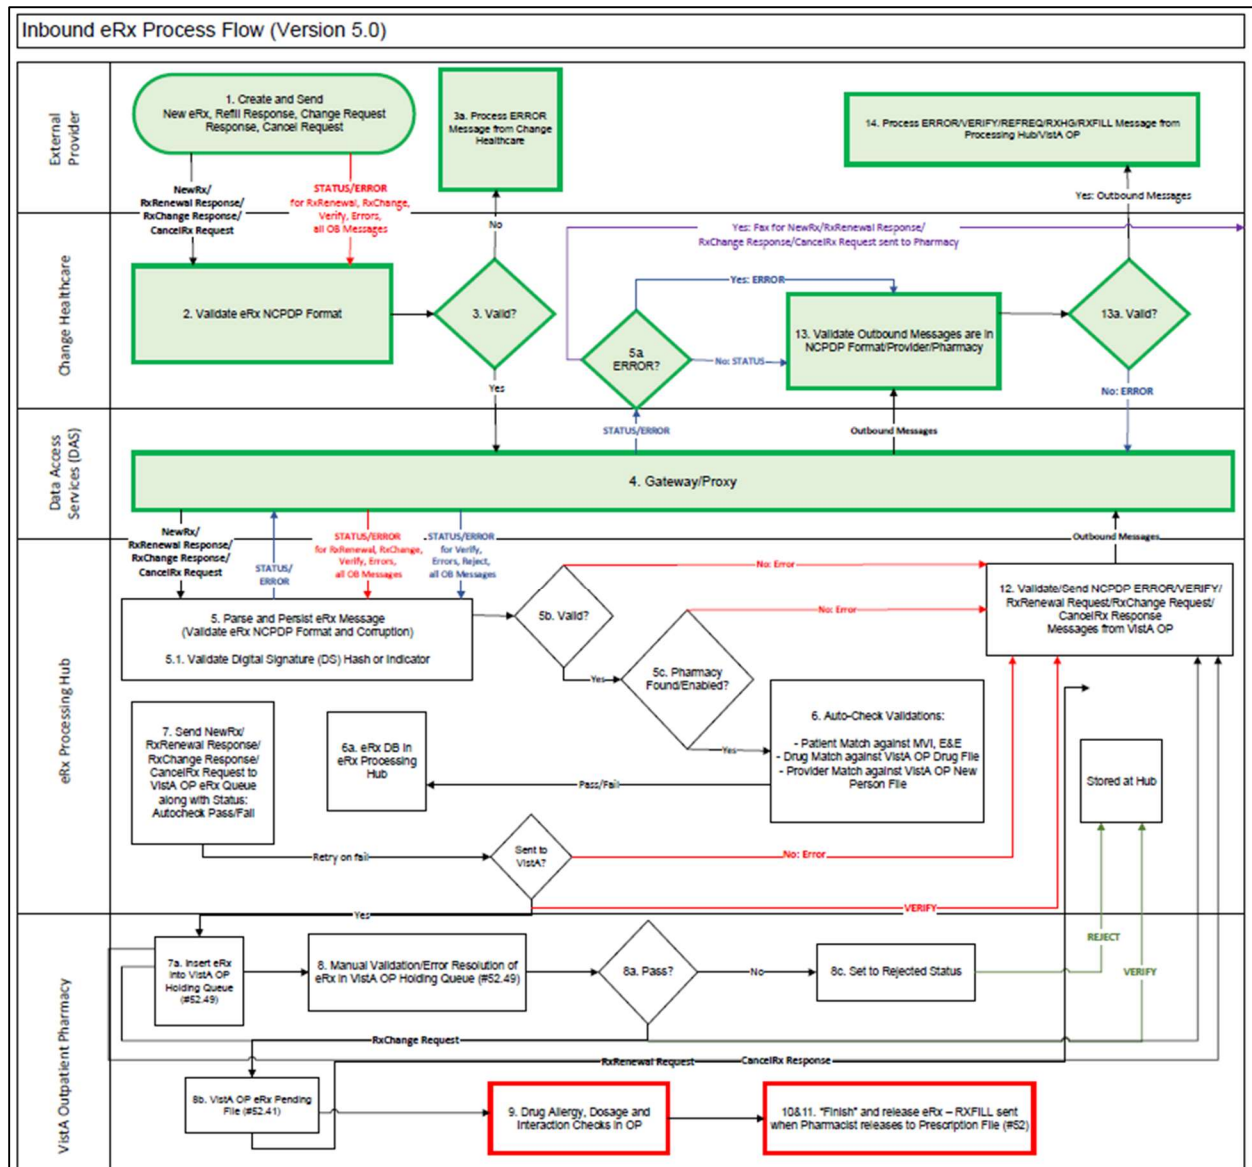 Inbound eRx Process Flow (Version 5.0)
External
Provider
1. Create and Send
New eRx, Refill Response, Change Request
Response, Cancel Request
3a. Process ERROR
Message from Change
Healthcare
14. Process ERROR/VERIFY/REFREQ/RXHG/RXFILL Message from
Processing Hub/VistA OP
NewRx/
RxRenewal Response/
RxChange Response/
CancelRx Request
STATUS/ERROR
for RxRenewal, RxChange,
Verify, Errors,
all OB Messages
No
Yes: Outbound Messages
Change Healthcare
Yes: Fax for NewRx/RxRenewal Response/
RxChange Response/CancelRx Request sent to Pharmacy
2. Validate eRx NCPDP Format
3. Valid?
Yes: ERROR
5a
ERROR?
No: STATUS
13. Validate Outbound Messages are in
NCPDP Format/Provider/Pharmacy
13a. Valid?
Yes
No: ERROR
Data Access
Services (DAS)
STATUS/ERROR
Outbound Messages
4. Gateway/Proxy
eRx Processing Hub
NewRx/
RxRenewal Response/
RxChange Response/
CancelRx Request
STATUS/
ERROR
STATUS/ERROR
for RxRenewal, RxChange,
Verify, Errors,
all OB Messages
STATUS/ERROR
for Verify,
Errors, Reject,
all OB Messages
Outbound Messages
5. Parse and Persist eRx Message
(Validate eRx NCPDP Format and Corruption)
5.1. Validate Digital Signature (DS) Hash or Indicator
5b. Valid?
No: Error
Yes
5c. Pharmacy
Found/Enabled?
No: Error
Yes
12. Validate/Send NCPDP ERROR/VERIFY/
RxRenewal Request/RxChange Request/
CancelRx Response
Messages from VistA OP
7. Send NewRx/
RxRenewal Response/
RxChange Response/
CancelRx Request to
VistA OP eRx Queue
along with Status:
Autocheck Pass/Fail
6a. eRx DB in
eRx Processing
Hub
Pass/Fail
6. Auto-Check Validations:
- Patient Match against MVI, E&E
- Drug Match against VistA OP Drug File
- Provider Match against VistA OP New
Person File
Stored at Hub
Retry on fail
Sent to
VistA?
No: Error
Yes
VERIFY
VistA Outpatient Pharmacy
7a. Insert eRx
into VistA OP
Holding Queue
(#52.49)
8. Manual Validation/Error Resolution of
eRx in VistA OP Holding Queue (#52.49)
8a. Pass?
No
8c. Set to Rejected Status
REJECT
VERIFY
RxChange Request
RxRenewal Request
CancelRx Response
8b. VistA OP eRx Pending
File (#52.41)
9. Drug Allergy, Dosage and
Interaction Checks in OP
10&11. "Finish" and release eRx – RXFILL sent
when Pharmacist releases to Prescription File (#52)